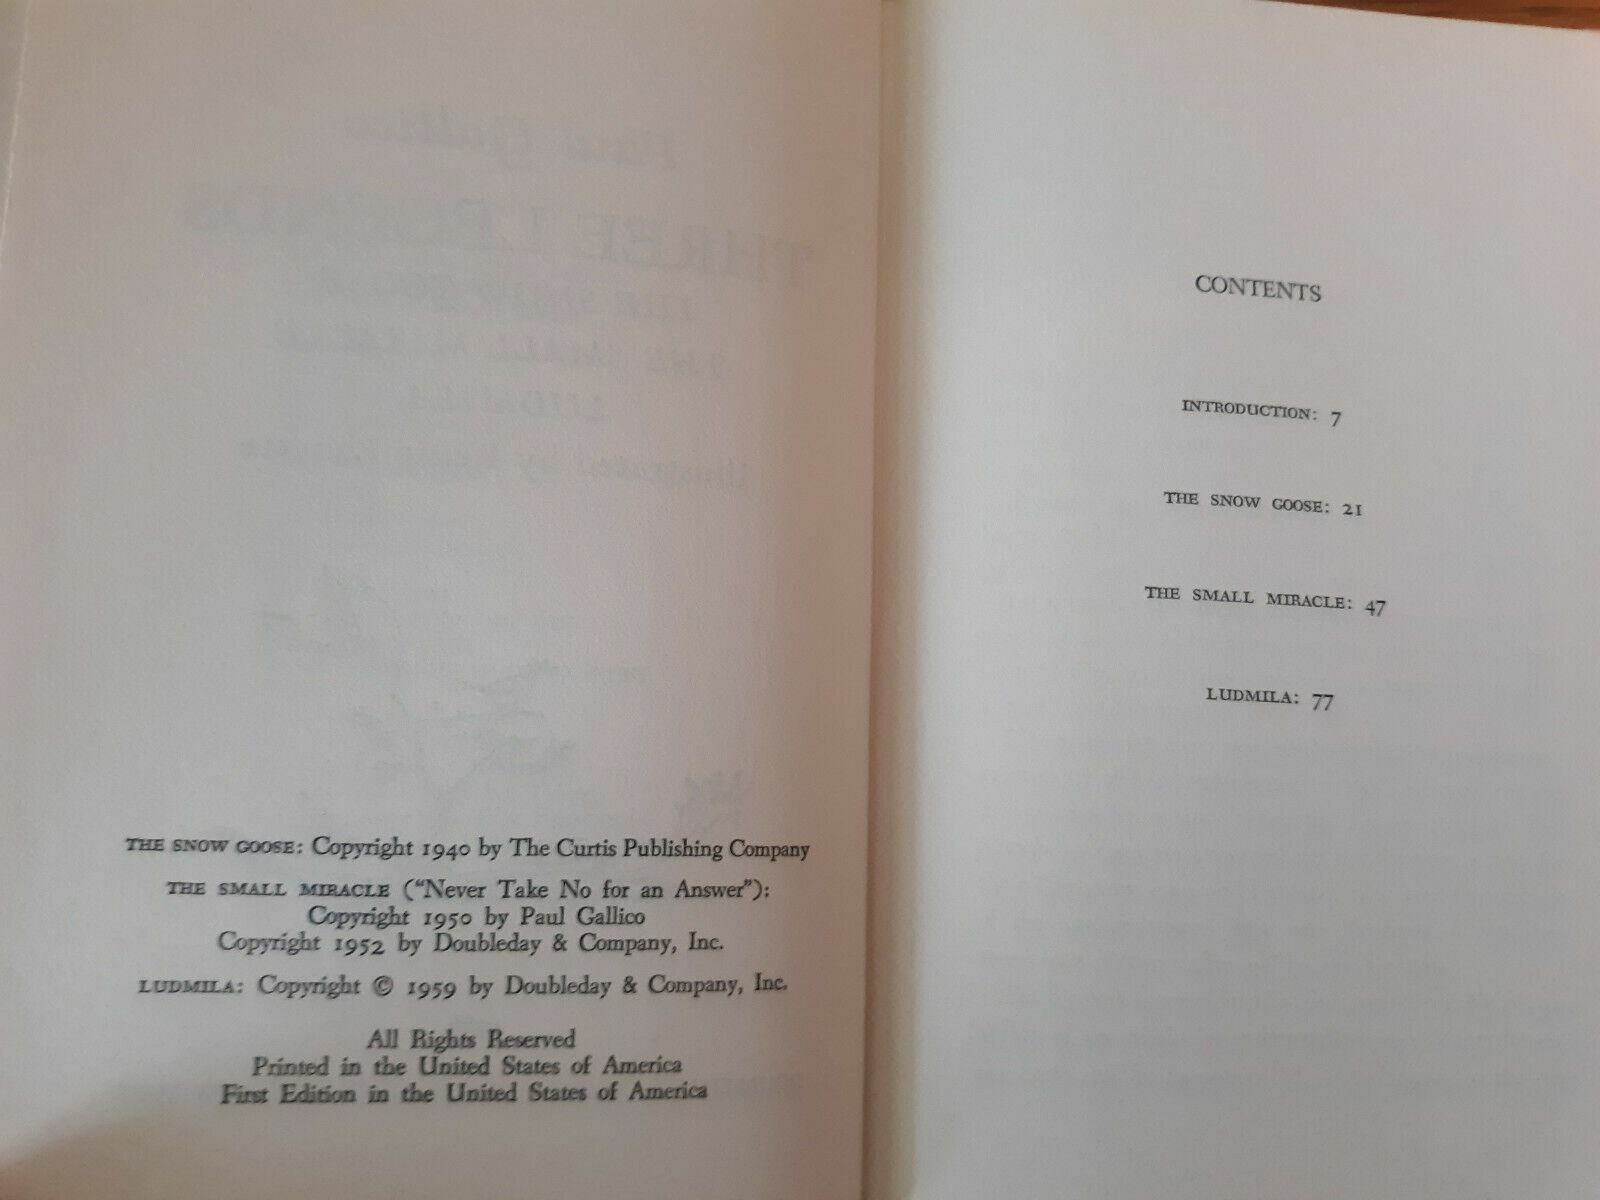 THE SNOW GOOSE: Copyright 1940 by The Curtis Publishing Company
THE SMALL MIRACLE ("Never Take No for an Answer"):
Copyright 1950 by Paul Gallico
Copyright 1952 by Doubleday & Company, Inc.
LUDMILA: Copyright © 1959 by Doubleday & Company, Inc.
All Rights Reserved
Printed in the United States of America
First Edition in the United States of America
CONTENTS
INTRODUCTION: 7
THE SNOW GOOSE: 21
THE SMALL MIRACLE: 47
LUDMILA: 77